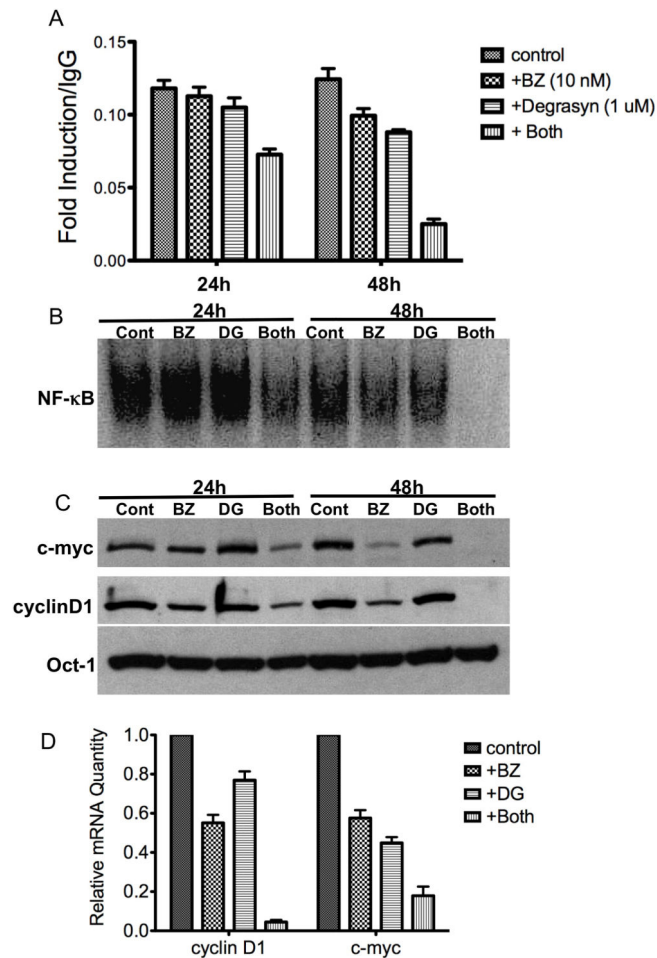 A
Fold Induction/IgG
0.10
0.05
0.00
24h
48h
control
+BZ (10 nM)
+Degrasyn (1 uM)
+ Both
B
24h
48h
Cont BZ DG Both Cont BZ DG Both
NF-κB
C
24h
48h
Cont BZ DG Both Cont BZ DG Both
c-myc
cyclinD1
Oct-1
D
Relative mRNA Quantity
1.0
0.8
0.6
0.4
0.2
0.0
cyclin D1
c-myc
control
+BZ
+DG
+Both